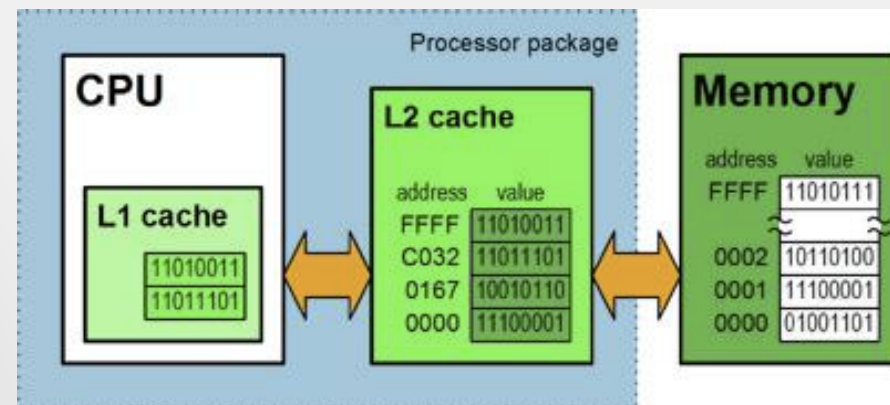 Processor package
CPU
L1 cache
11010011
11011101
L2 cache
address value
FFFF 11010011
C032 11011101
0167 10010110
0000 11100001
Memory
address value
FFFF 11010111
0002 10110100
0001 11100001
0000 01001101